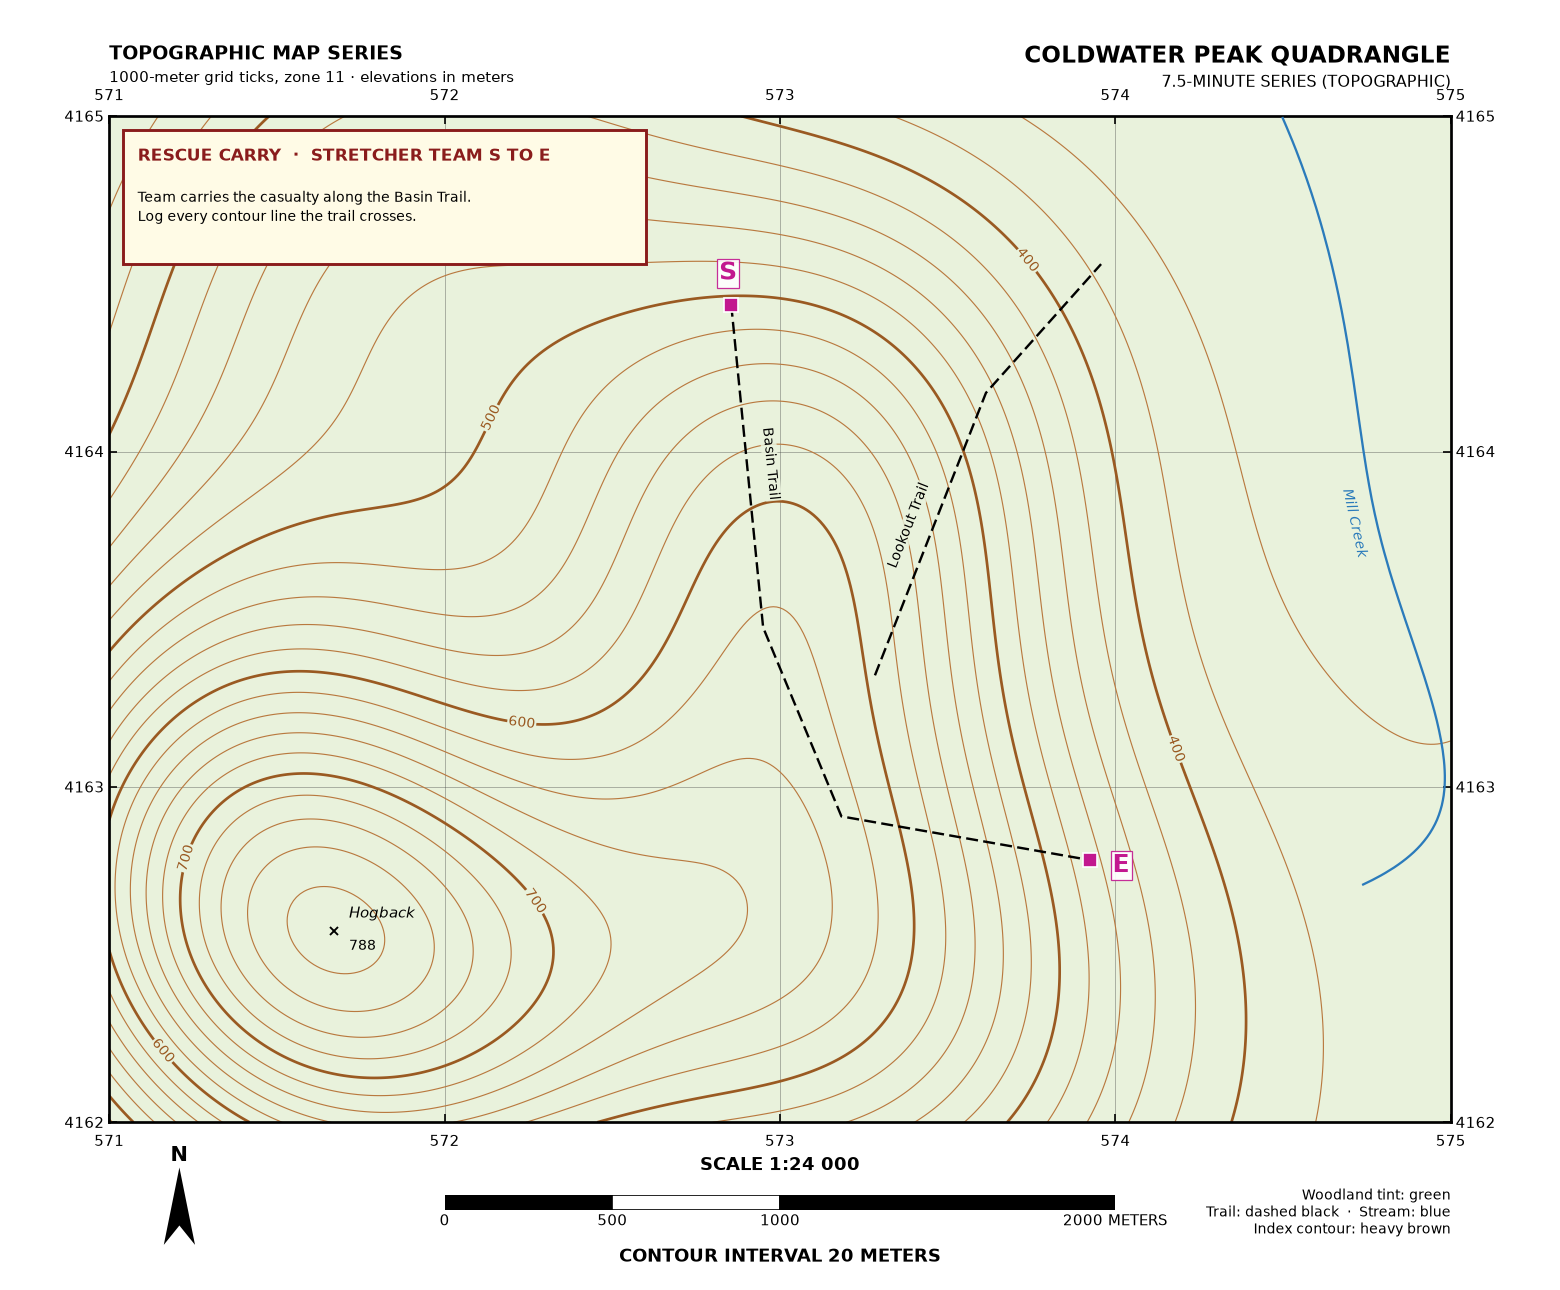 TOPOGRAPHIC MAP SERIES
1000-meter grid ticks, zone 11 · elevations in meters
COLDWATER PEAK QUADRANGLE
7.5-MINUTE SERIES (TOPOGRAPHIC)
571 572 573 574 575
4165 4165
RESCUE CARRY · STRETCHER TEAM S TO E
Team carries the casualty along the Basin Trail.
Log every contour line the trail crosses.
400
S
500
Basin Trail
4164 4164
Lookout Trail
Mill Creek
600
400
4163 4163
700
E
700
Hogback
788
600
4162 4162
571 572 573 574 575
N
SCALE 1:24 000
0 500 1000 2000 METERS
CONTOUR INTERVAL 20 METERS
Woodland tint: green
Trail: dashed black · Stream: blue
Index contour: heavy brown